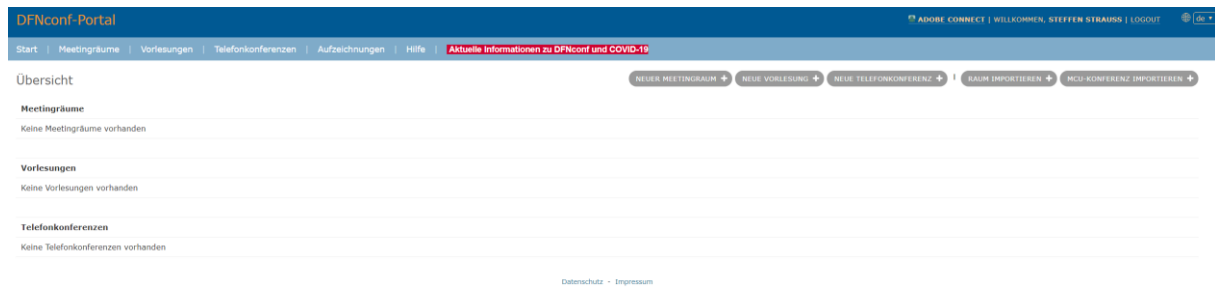 DFNconf-Portal
ADOBE CONNECT | WILLKOMMEN, STEFFEN STRAUSS | LOGOUT de
Start | Meetingräume | Vorlesungen | Telefonkonferenzen | Aufzeichnungen | Hilfe | Aktuelle Informationen zu DFNconf und COVID-19
Übersicht
NEUER MEETINGRAUM + NEUE VORLESUNG + NEUE TELEFONKONFERENZ + | RAUM IMPORTIEREN + MCU-KONFERENZ IMPORTIEREN +
Meetingräume
Keine Meetingräume vorhanden
Vorlesungen
Keine Vorlesungen vorhanden
Telefonkonferenzen
Keine Telefonkonferenzen vorhanden
Datenschutz - Impressum